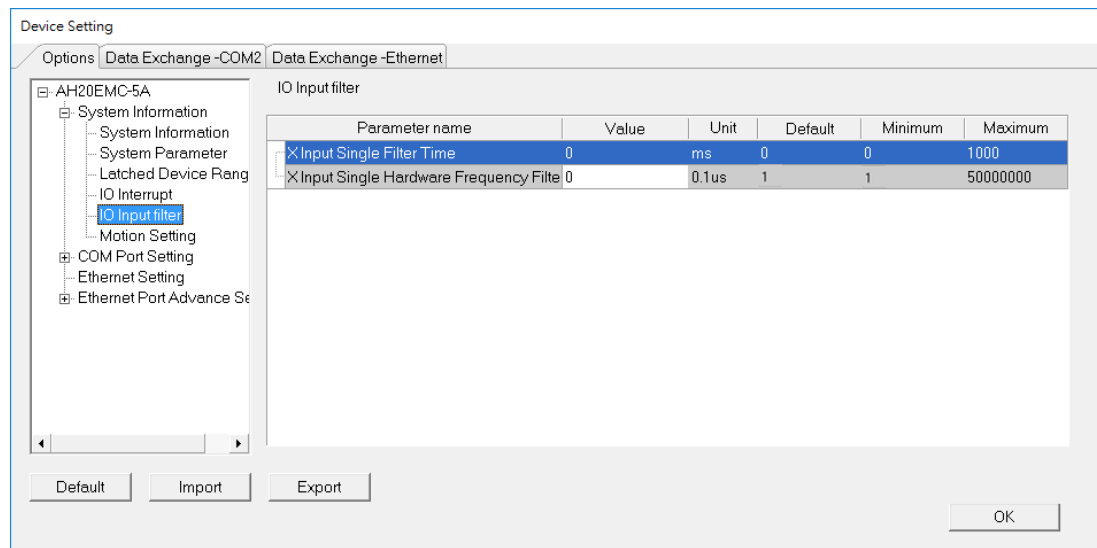 Device Setting
Options Data Exchange -COM2 Data Exchange -Ethernet
AH20EMC-5A
System Information
System Information
System Parameter
Latched Device Rang
IO Interrupt
IO Input filter
Motion Setting
COM Port Setting
Ethernet Setting
Ethernet Port Advance Se
IO Input filter
Parameter name Value Unit Default Minimum Maximum
X Input Single Filter Time 0 ms 0 0 1000
X Input Single Hardware Frequency Filte 0 0.1us 1 1 50000000
Default Import Export
OK